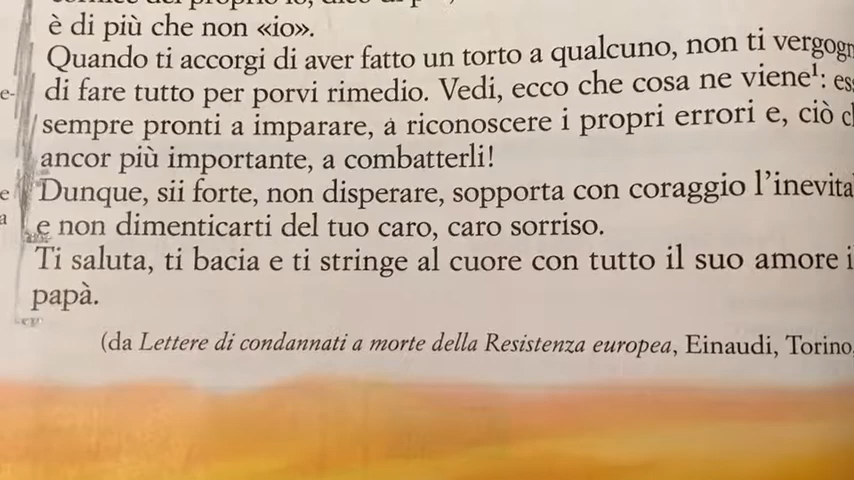 è di più che non «io».
Quando ti accorgi di aver fatto un torto a qualcuno, non ti vergogn
di fare tutto per porvi rimedio. Vedi, ecco che cosa ne viene¹: es
sempre pronti a imparare, a riconoscere i propri errori e, ciò c
ancor più importante, a combatterli!
Dunque, sii forte, non disperare, sopporta con coraggio l'inevita
e non dimenticarti del tuo caro, caro sorriso.
Ti saluta, ti bacia e ti stringe al cuore con tutto il suo amore i
papà.
(da Lettere di condannati a morte della Resistenza europea, Einaudi, Torino,